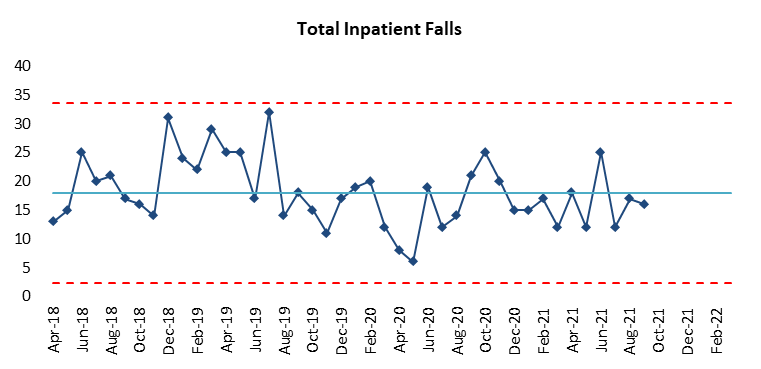 Total Inpatient Falls
40
35
30
25
20
15
10
5
0
Apr-18
Jun-18
Aug-18
Oct-18
Dec-18
Feb-19
Apr-19
Jun-19
Aug-19
Oct-19
Dec-19
Feb-20
Apr-20
Jun-20
Aug-20
Oct-20
Dec-20
Feb-21
Apr-21
Jun-21
Aug-21
Oct-21
Dec-21
Feb-22